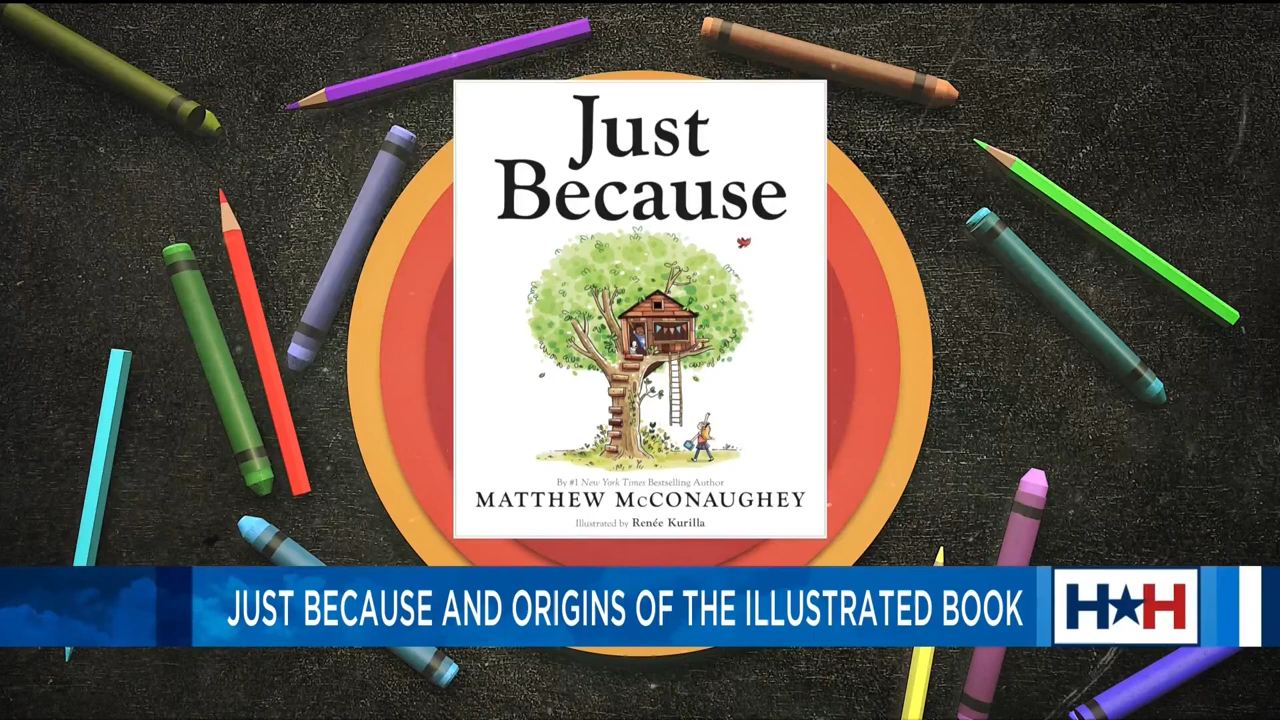 Just
Because
By #1 New York Times Bestselling Author
MATTHEW McCONAUGHEY
Illustrated by Renée Kurilla
JUST BECAUSE AND ORIGINS OF THE ILLUSTRATED BOOK
H★H